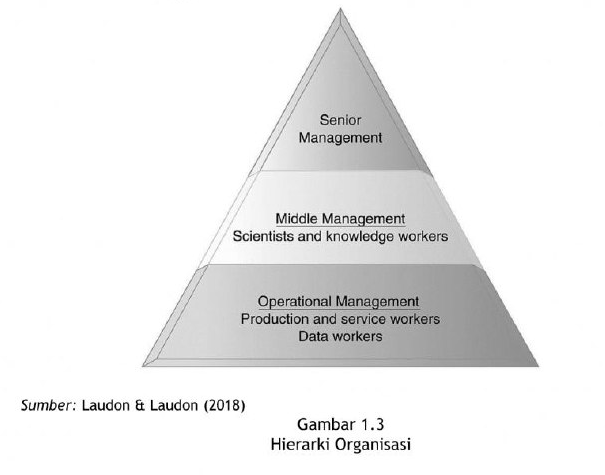 Senior
Management
Middle Management
Scientists and knowledge workers
Operational Management
Production and service workers
Data workers
Sumber: Laudon & Laudon (2018)
Gambar 1.3
Hierarki Organisasi